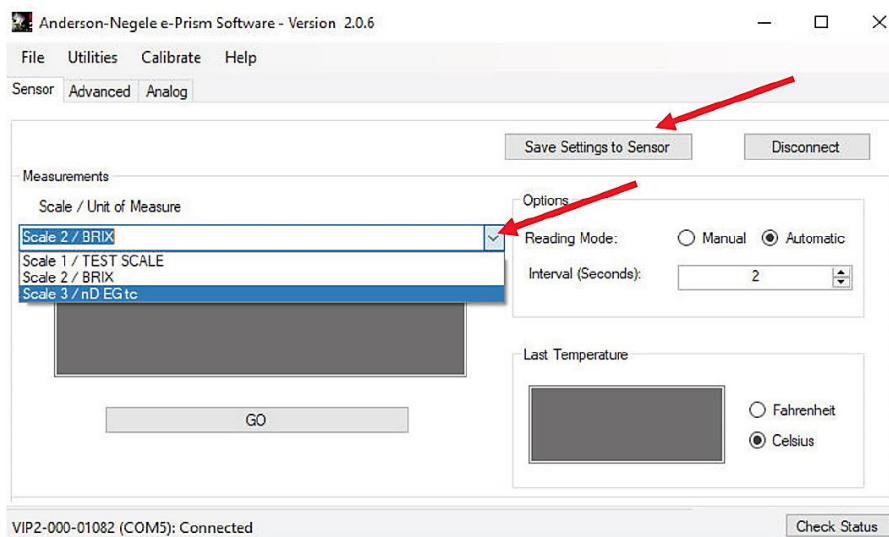 Anderson-Negele e-Prism Software - Version 2.0.6
File Utilities Calibrate Help
Sensor Advanced Analog
Save Settings to Sensor Disconnect
Measurements
Scale / Unit of Measure
Scale 2 / BRIX
Scale 1 / TEST SCALE
Scale 2 / BRIX
Scale 3 / nD EG tc
GO
Options
Reading Mode: Manual Automatic
Interval (Seconds): 2
Last Temperature
Fahrenheit
Celsius
VIP2-000-01082 (COM5): Connected
Check Status